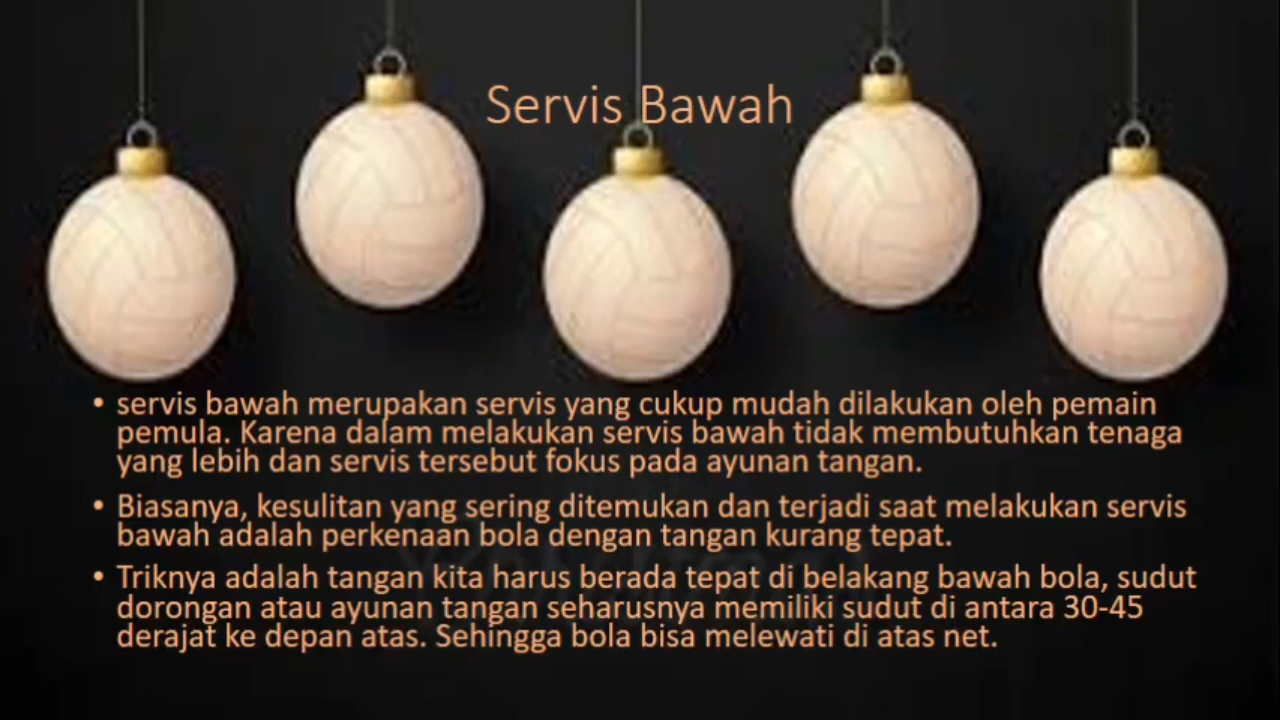 Servis Bawah
• servis bawah merupakan servis yang cukup mudah dilakukan oleh pemain
pemula. Karena dalam melakukan servis bawah tidak membutuhkan tenaga
yang lebih dan servis tersebut fokus pada ayunan tangan.
• Biasanya, kesulitan yang sering ditemukan dan terjadi saat melakukan servis
bawah adalah perkenaan bola dengan tangan kurang tepat.
• Triknya adalah tangan kita harus berada tepat di belakang bawah bola, sudut
dorongan atau ayunan tangan seharusnya memiliki sudut di antara 30-45
derajat ke depan atas. Sehingga bola bisa melewati di atas net.